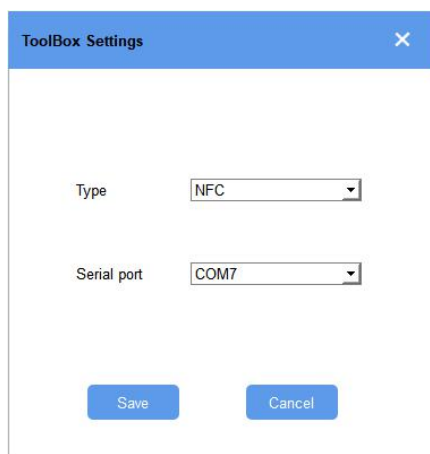 ToolBox Settings
Type NFC
Serial port COM7
Save Cancel